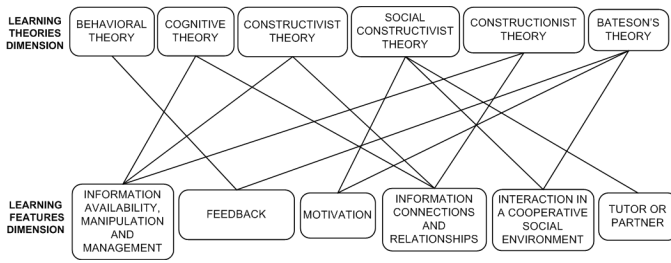 LEARNING
THEORIES
DIMENSION
BEHAVIORAL
THEORY
COGNITIVE
THEORY
CONSTRUCTIVIST
THEORY
SOCIAL
CONSTRUCTIVIST
THEORY
CONSTRUCTIONIST
THEORY
BATESON'S
THEORY
LEARNING
FEATURES
DIMENSION
INFORMATION
AVAILABILITY,
MANIPULATION
AND
MANAGEMENT
FEEDBACK
MOTIVATION
INFORMATION
CONNECTIONS
AND
RELATIONSHIPS
INTERACTION IN
A COOPERATIVE
SOCIAL
ENVIRONMENT
TUTOR OR
PARTNER